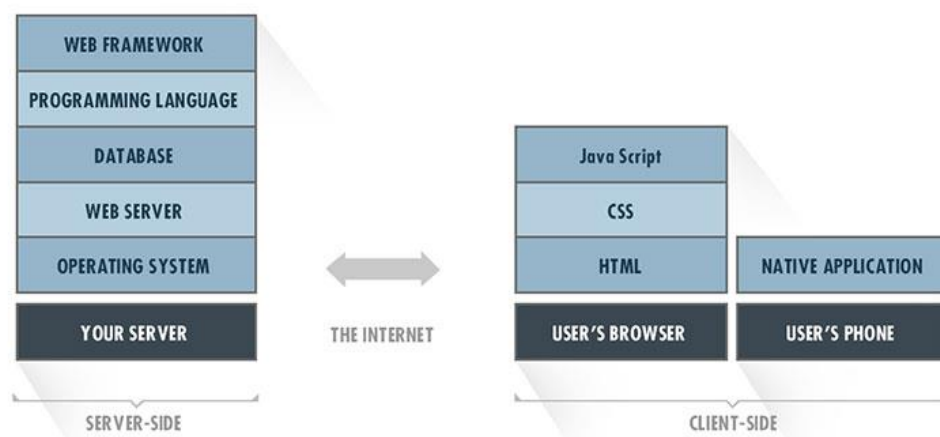 WEB FRAMEWORK
PROGRAMMING LANGUAGE
DATABASE
WEB SERVER
OPERATING SYSTEM
YOUR SERVER
SERVER-SIDE
THE INTERNET
Java Script
CSS
HTML
USER'S BROWSER
NATIVE APPLICATION
USER'S PHONE
CLIENT-SIDE